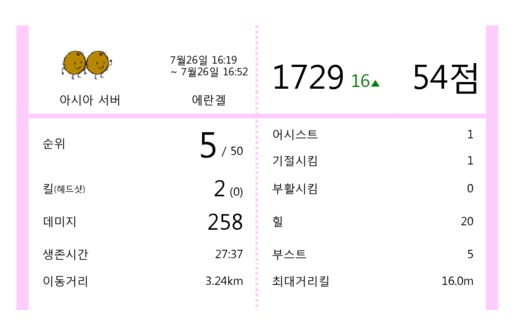 7월26일 16:19
~ 7월26일 16:52
아시아 서버
에란겔
1729 16▲ 54점
순위 5 / 50
킬(헤드샷) 2 (0)
데미지 258
생존시간 27:37
이동거리 3.24km
어시스트 1
기절시킴 1
부활시킴 0
힐 20
부스트 5
최대거리킬 16.0m